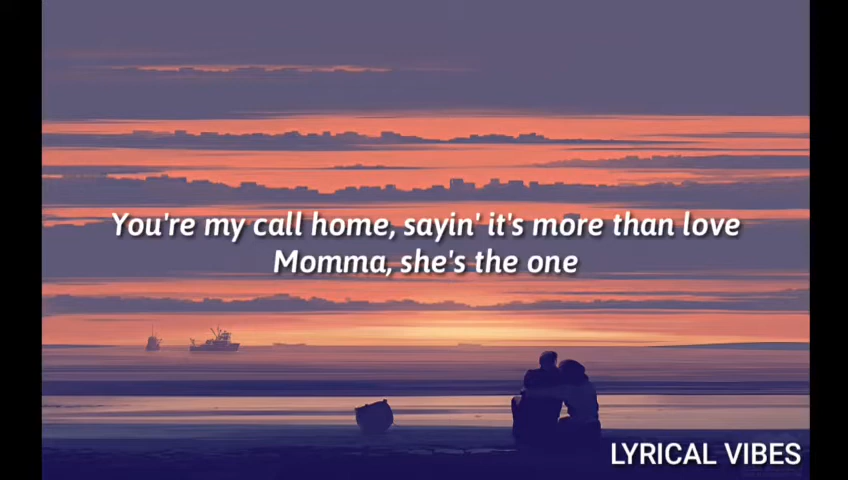 You're my call home, sayin' it's more than love
Momma, she's the one
LYRICAL VIBES